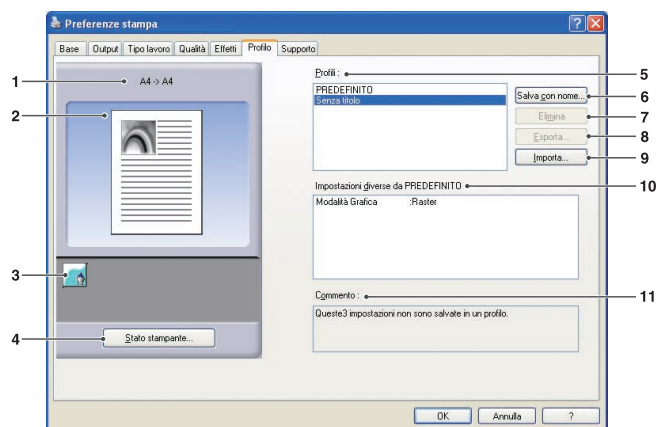 Preferenze stampa
Base Output Tipo lavoro Qualità Effetti Profilo Supporto
1
A4 -> A4
2
3
4
Stato stampante...
Profili :
5
PREDEFINITO
Senza titolo
Salva con nome...
6
Elimina
7
Esporta...
8
Importa...
9
Impostazioni diverse da PREDEFINITO
10
Modalità Grafica :Raster
Commento :
11
Queste3 impostazioni non sono salvate in un profilo.
OK Annulla ?